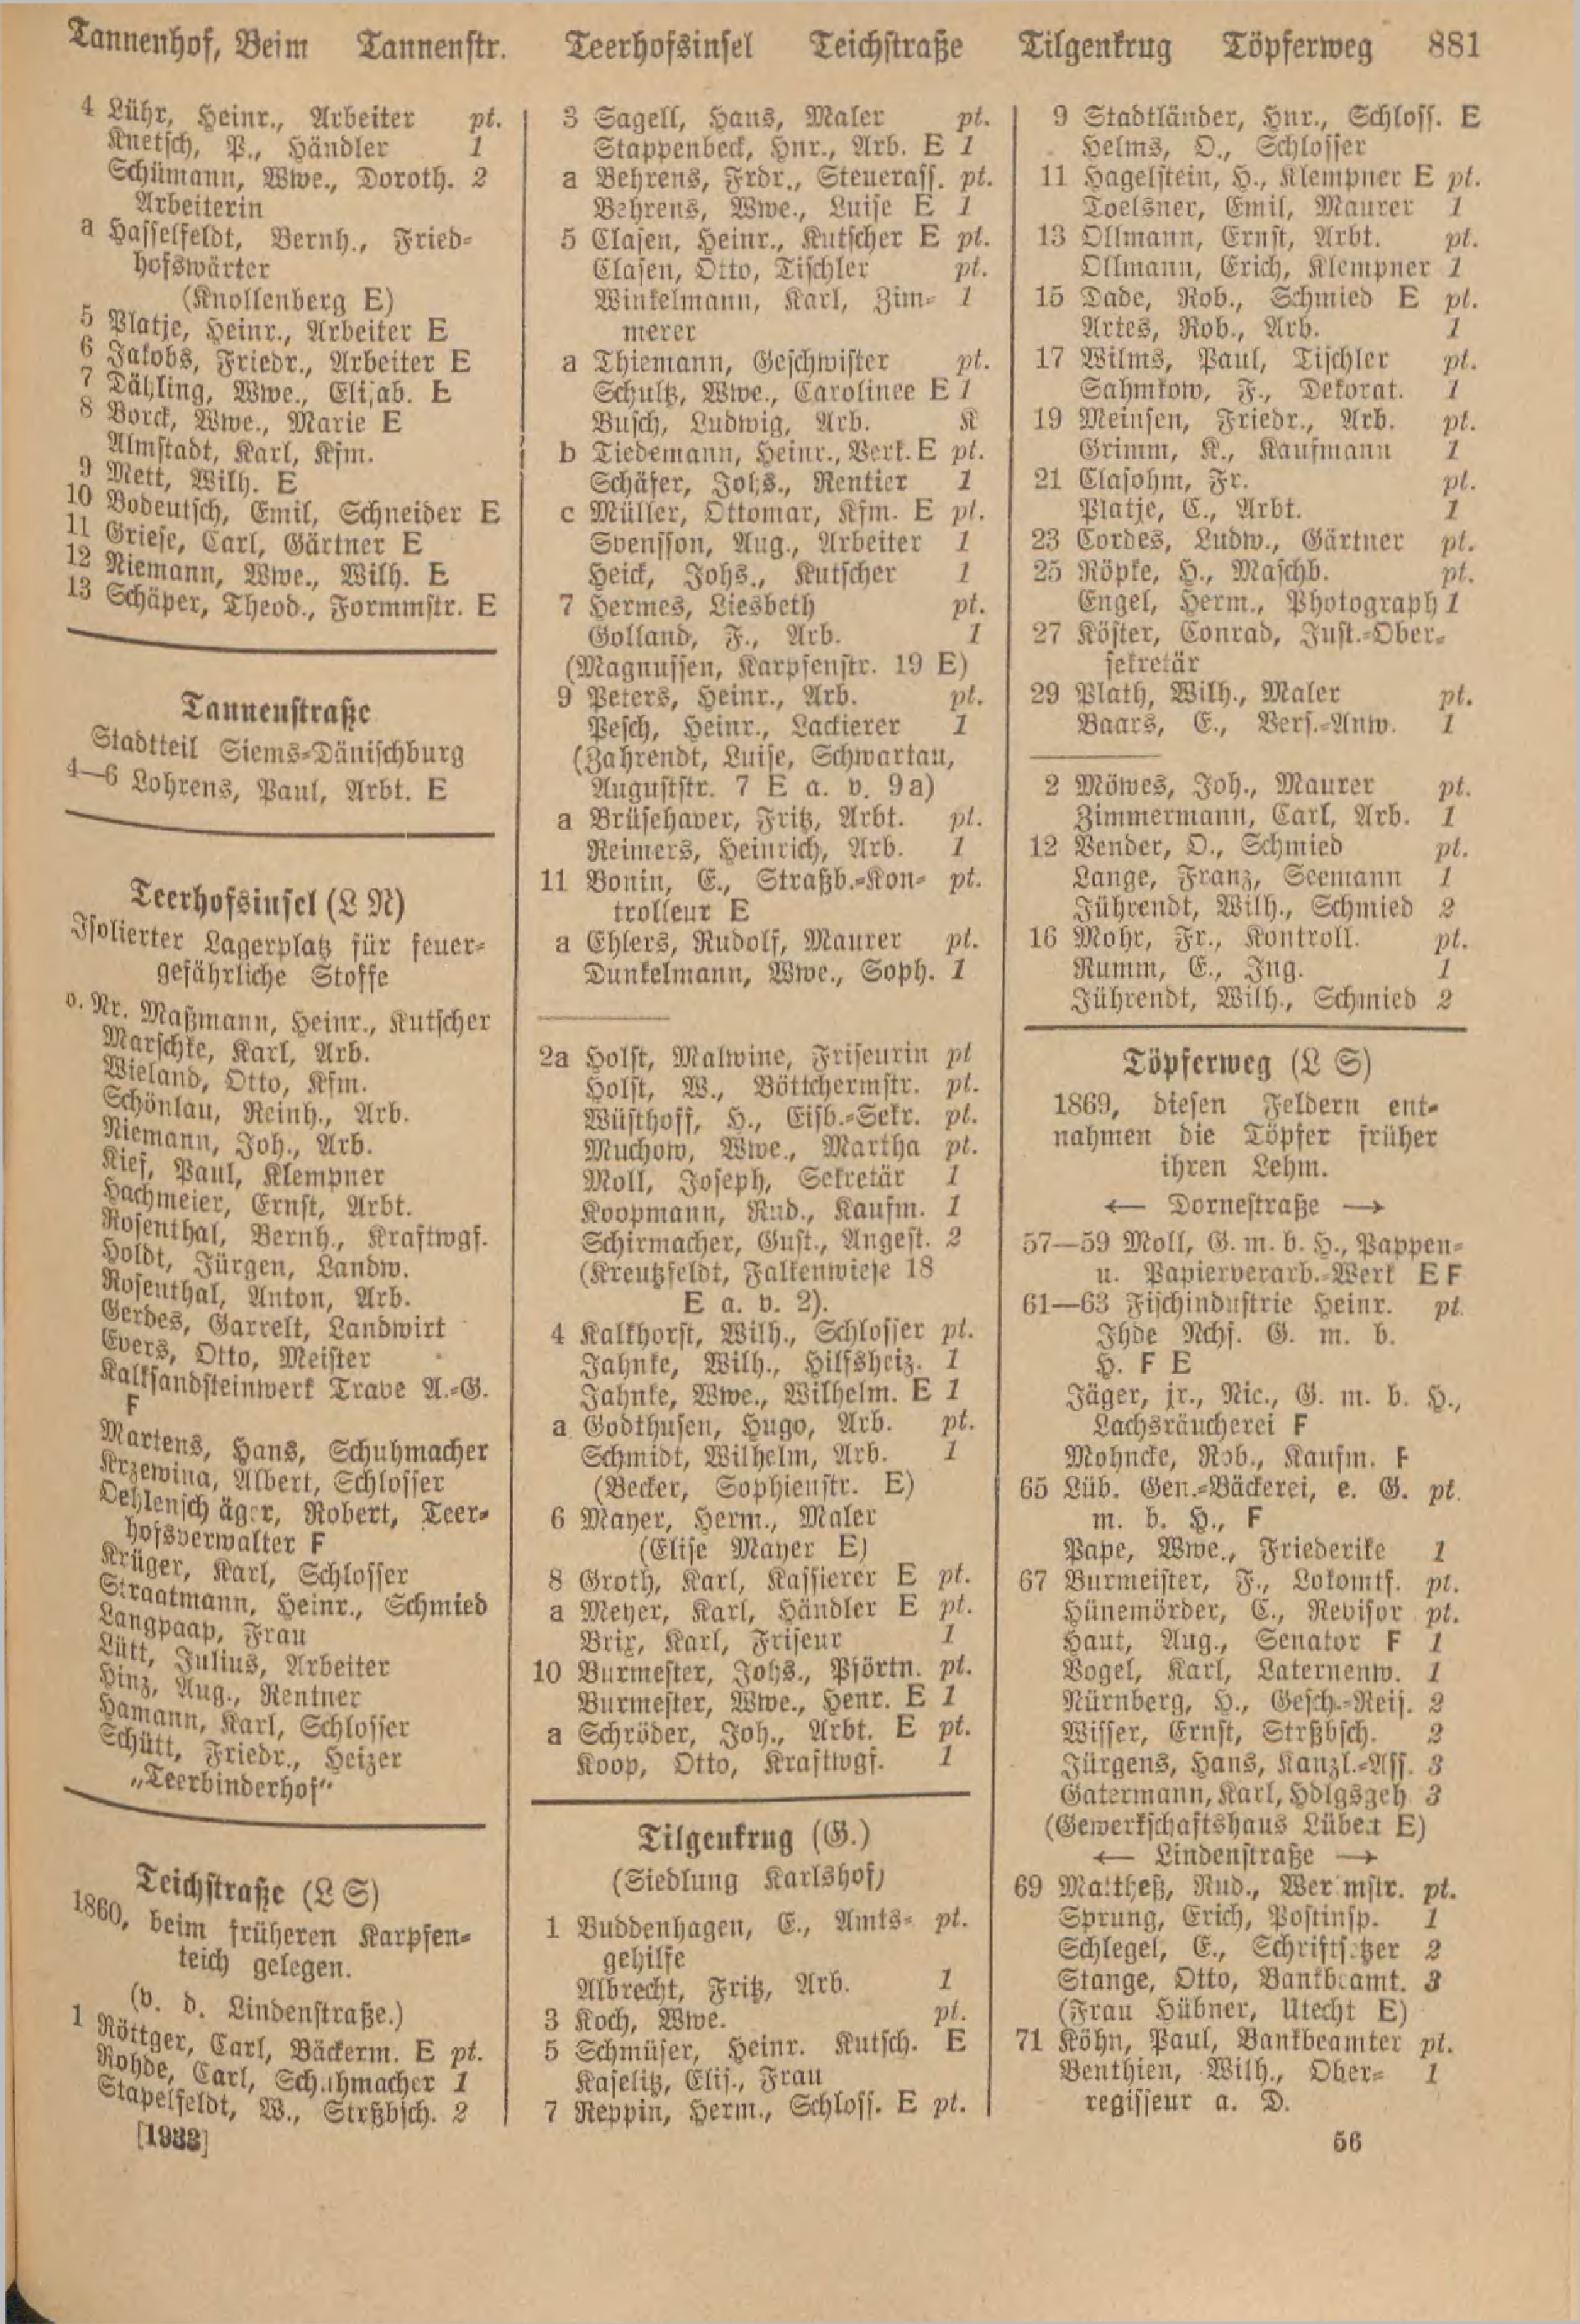 Tannenhof, Beim Tannenstr. Teerhofsinsel Teichstraße Tilgenkrug Töpferweg 881
4 Lühr, Heinr., Arbeiter pt.
Knetsch, P., Händler 1
Schümann, Wwe., Doroth. 2
Arbeiterin
a Hasselfeldt, Bernh., Fried-
hofswärter
(Knollenberg E)
5 Platje, Heinr., Arbeiter E
6 Jakobs, Friedr., Arbeiter E
7 Dähling, Wwe., Elisab. E
8 Borck, Wwe., Marie E
Almstadt, Karl, Kfm.
9 Mett, Wilh. E
10 Bodeutsch, Emil, Schneider E
11 Griese, Carl, Gärtner E
12 Niemann, Wwe., Wilh. E
13 Schäper, Theod., Formmstr. E
Tannenstraße
Stadtteil Siems-Dänischburg
4—6 Lohrens, Paul, Arbt. E
Teerhofsinsel (L N)
Isolierter Lagerplatz für feuer-
gefährliche Stoffe
o. Nr. Maßmann, Heinr., Kutscher
Marschke, Karl, Arb.
Wieland, Otto, Kfm.
Schönlau, Reinh., Arb.
Niemann, Joh., Arb.
Kief, Paul, Klempner
Hachmeier, Ernst, Arbt.
Rosenthal, Bernh., Kraftwgf.
Holdt, Jürgen, Landw.
Rosenthal, Anton, Arb.
Gerdes, Garrelt, Landwirt
Evers, Otto, Meister
Kalksandsteinwerk Trave A.-G.
F
Martens, Hans, Schuhmacher
Krzewina, Albert, Schlosser
Oehlenschläger, Robert, Teer-
hofsverwalter F
Krüger, Karl, Schlosser
Straatmann, Heinr., Schmied
Langpaap, Frau
Lütt, Julius, Arbeiter
Hinz, Aug., Rentner
Hamann, Karl, Schlosser
Schütt, Friedr., Heizer
„Teerbinderhof“
Teichstraße (L S)
1860, beim früheren Karpfen-
teich gelegen.
(v. d. Lindenstraße.)
1 Röttger, Carl, Bäckerm. E pt.
Rohde, Carl, Schuhmacher 1
Stapelfeldt, W., Strßbsch. 2
[1933]
3 Sagell, Hans, Maler pt.
Stappenbeck, Hnr., Arb. E 1
a Behrens, Frdr., Steuerass. pt.
Behrens, Wwe., Luise E 1
5 Clasen, Heinr., Kutscher E pt.
Clasen, Otto, Tischler pt.
Winkelmann, Karl, Zim- 1
merer
a Thiemann, Geschwister pt.
Schultz, Wwe., Carolinee E 1
Busch, Ludwig, Arb. K
b Tiedemann, Heinr., Verk. E pt.
Schäfer, Johs., Rentier 1
c Müller, Ottomar, Kfm. E pt.
Svensson, Aug., Arbeiter 1
Heick, Johs., Kutscher 1
7 Hermes, Liesbeth pt.
Golland, F., Arb. 1
(Magnussen, Karpfenstr. 19 E)
9 Peters, Heinr., Arb. pt.
Pesch, Heinr., Lackierer 1
(Zahrendt, Luise, Schwartau,
Auguststr. 7 E a. v. 9a)
a Brüsehaver, Fritz, Arbt. pt.
Reimers, Heinrich, Arb. 1
11 Bonin, E., Straßb.-Kon- pt.
trolleur E
a Ehlers, Rudolf, Maurer pt.
Dunkelmann, Wwe., Soph. 1
2a Holst, Malwine, Friseurin pt
Holst, W., Böttchermstr. pt.
Wüsthoff, H., Eisb.-Sekr. pt.
Muchow, Wwe., Martha pt.
Moll, Joseph, Sekretär 1
Koopmann, Rud., Kaufm. 1
Schirmacher, Gust., Angest. 2
(Kreutzfeldt, Falkenwiese 18
E a. v. 2).
4 Kalkhorst, Wilh., Schlosser pt.
Jahnke, Wilh., Hilfsheiz. 1
Jahnke, Wwe., Wilhelm. E 1
a Godthusen, Hugo, Arb. pt.
Schmidt, Wilhelm, Arb. 1
(Becker, Sophienstr. E)
6 Mayer, Herm., Maler
(Elise Mayer E)
8 Groth, Karl, Kassierer E pt.
a Meyer, Karl, Händler E pt.
Brix, Karl, Friseur 1
10 Burmester, Johs., Pförtn. pt.
Burmester, Wwe., Henr. E 1
a Schröder, Joh., Arbt. E pt.
Koop, Otto, Kraftwgf. 1
Tilgenkrug (G.)
(Siedlung Karlshof)
1 Buddenhagen, E., Amts- pt.
gehilfe
Albrecht, Fritz, Arb. 1
3 Koch, Wwe. pt.
5 Schmüser, Heinr. Kutsch. E
Kaselitz, Elis., Frau
7 Reppin, Herm., Schloss. E pt.
9 Stadtländer, Hnr., Schloss. E
Helms, O., Schlosser
11 Hagelstein, H., Klempner E pt.
Toelsner, Emil, Maurer 1
13 Ollmann, Ernst, Arbt. pt.
Ollmann, Erich, Klempner 1
15 Dade, Rob., Schmied E pt.
Artes, Rob., Arb. 1
17 Wilms, Paul, Tischler pt.
Sahmkow, F., Dekorat. 1
19 Meinsen, Friedr., Arb. pt.
Grimm, K., Kaufmann 1
21 Clasohm, Fr. pt.
Platje, C., Arbt. 1
23 Cordes, Ludw., Gärtner pt.
25 Röpke, H., Maschb. pt.
Engel, Herm., Photograph 1
27 Köster, Conrad, Just.-Ober-
sekretär
29 Plath, Wilh., Maler pt.
Baars, E., Vers.-Anw. 1
2 Möwes, Joh., Maurer pt.
Zimmermann, Carl, Arb. 1
12 Bender, O., Schmied pt.
Lange, Franz, Seemann 1
Jührendt, Wilh., Schmied 2
16 Mohr, Fr., Kontroll. pt.
Rumm, E., Ing. 1
Jührendt, Wilh., Schmied 2
Töpferweg (L S)
1869, diesen Feldern ent-
nahmen die Töpfer früher
ihren Lehm.
← Dornestraße →
57—59 Moll, G. m. b. H., Pappen-
u. Papierverarb.-Werk E F
61—63 Fischindustrie Heinr. pt.
Ihde Nchf. G. m. b.
H. F E
Jäger, jr., Nic., G. m. b. H.,
Lachsräucherei F
Mohncke, Rob., Kaufm. F
65 Lüb. Gen.-Bäckerei, e. G. pt.
m. b. H., F
Pape, Wwe., Friederike 1
67 Burmeister, F., Lokomtf. pt.
Hünemörder, C., Revisor pt.
Haut, Aug., Senator F 1
Vogel, Karl, Laternenw. 1
Nürnberg, H., Gesch.-Reis. 2
Wisser, Ernst, Strßbsch. 2
Jürgens, Hans, Kanzl.-Ass. 3
Gatermann, Karl, Hdlgsgeh. 3
(Gewerkschaftshaus Lübeck E)
← Lindenstraße →
69 Mattheß, Rud., Werkmstr. pt.
Sprung, Erich, Postinsp. 1
Schlegel, E., Schriftsetzer 2
Stange, Otto, Bankbeamt. 3
(Frau Hübner, Utecht E)
71 Köhn, Paul, Bankbeamter pt.
Benthien, Wilh., Ober- 1
regisseur a. D.
56